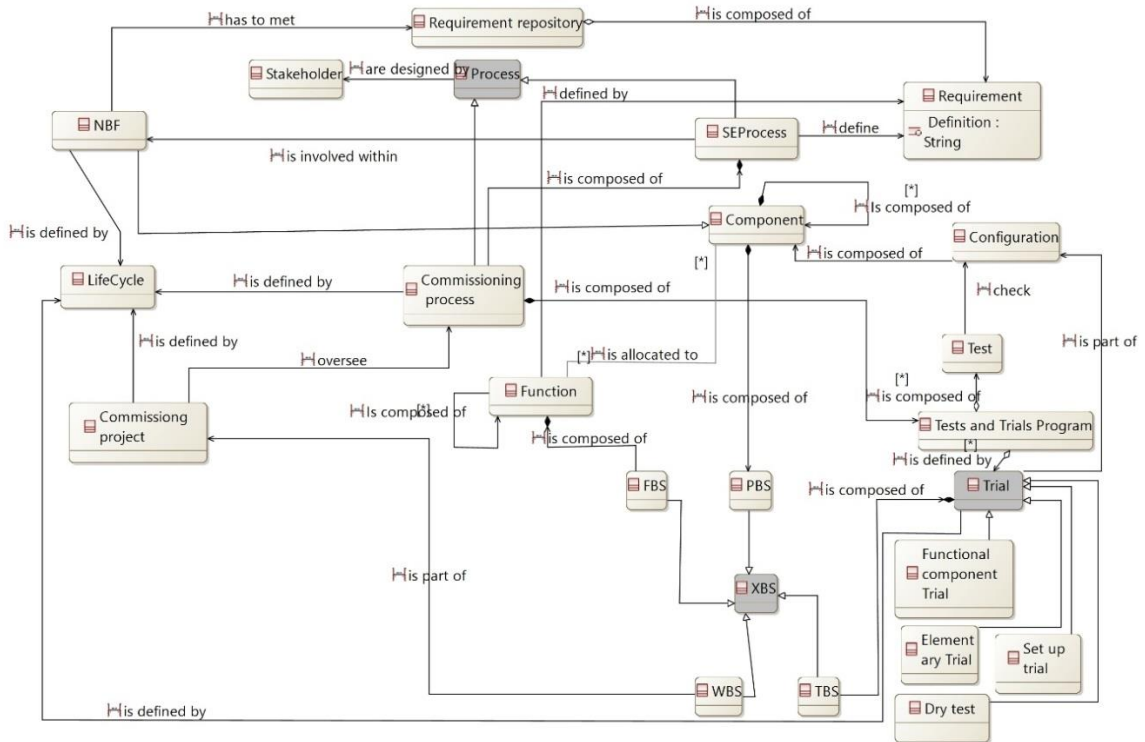 has to met
Requirement repository
is composed of
Stakeholder
are designed by
Process
defined by
Requirement
Definition :
String
NBF
SEProcess
define
is involved within
is composed of
[*]
Is composed of
Component
Configuration
is defined by
is composed of
[*]
LifeCycle
is defined by
Commissioning
process
is composed of
check
is defined by
is part of
oversee
[*]
is allocated to
Test
Function
[*]
is composed of
is composed of
Is composed of
[*]
Commissiong
project
Tests and Trials Program
is composed of
[*]
is defined by
FBS
PBS
is composed of
Trial
Functional
component
Trial
is part of
XBS
Element
ary Trial
Set up
trial
WBS
TBS
is defined by
Dry test